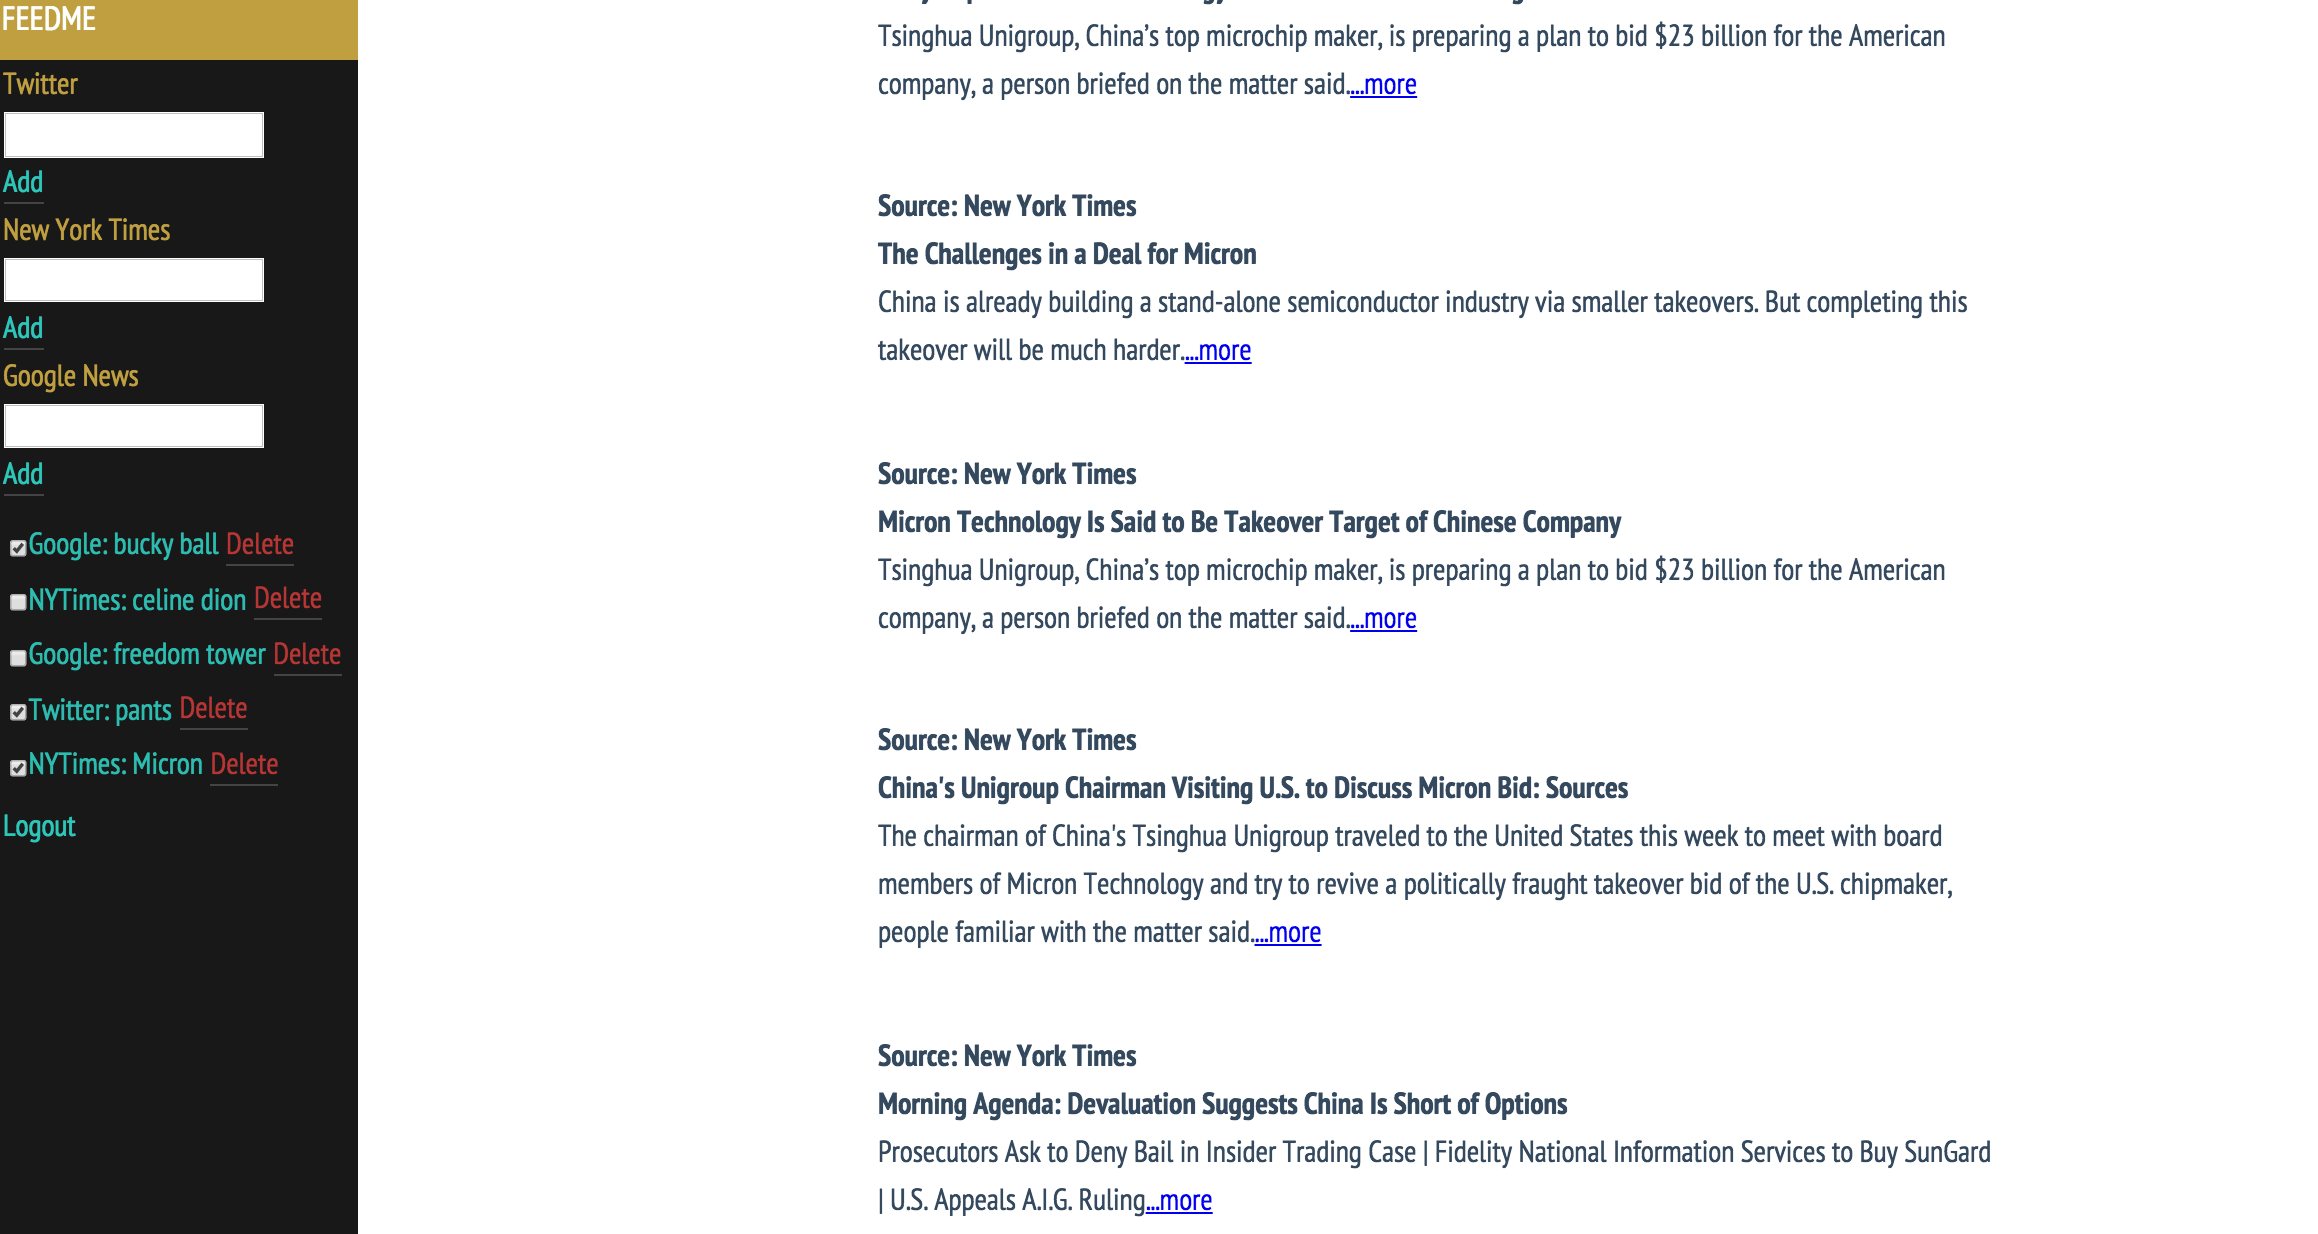 FEEDME
Twitter
Add
New York Times
Add
Google News
Add
Google: bucky ball Delete
NYTimes: celine dion Delete
Google: freedom tower Delete
Twitter: pants Delete
NYTimes: Micron Delete
Logout
Tsinghua Unigroup, China’s top microchip maker, is preparing a plan to bid $23 billion for the American
company, a person briefed on the matter said....more
Source: New York Times
The Challenges in a Deal for Micron
China is already building a stand-alone semiconductor industry via smaller takeovers. But completing this
takeover will be much harder....more
Source: New York Times
Micron Technology Is Said to Be Takeover Target of Chinese Company
Tsinghua Unigroup, China’s top microchip maker, is preparing a plan to bid $23 billion for the American
company, a person briefed on the matter said....more
Source: New York Times
China's Unigroup Chairman Visiting U.S. to Discuss Micron Bid: Sources
The chairman of China's Tsinghua Unigroup traveled to the United States this week to meet with board
members of Micron Technology and try to revive a politically fraught takeover bid of the U.S. chipmaker,
people familiar with the matter said....more
Source: New York Times
Morning Agenda: Devaluation Suggests China Is Short of Options
Prosecutors Ask to Deny Bail in Insider Trading Case | Fidelity National Information Services to Buy SunGard
| U.S. Appeals A.I.G. Ruling...more